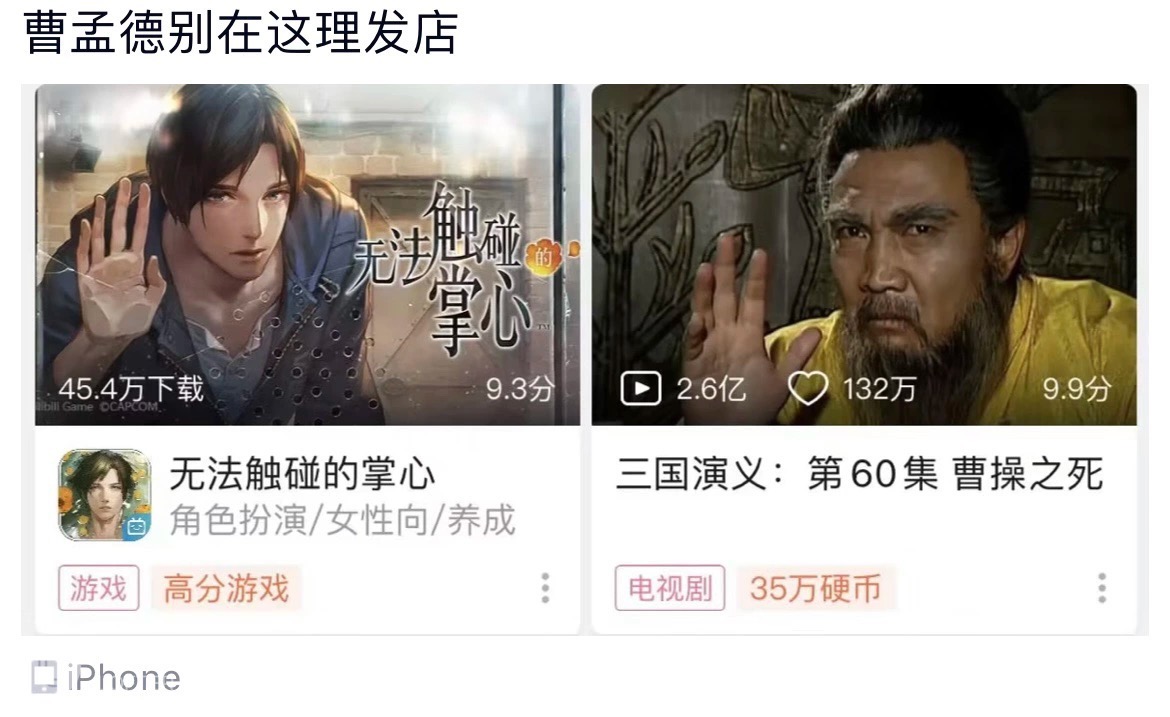 曹孟德别在这理发店
无法触碰的掌心
45.4万下载
9.3分
©CAPCOM
2.6亿
132万
9.9分
无法触碰的掌心
角色扮演/女性向/养成
游戏
高分游戏
三国演义：第60集 曹操之死
电视剧
35万硬币
iPhone